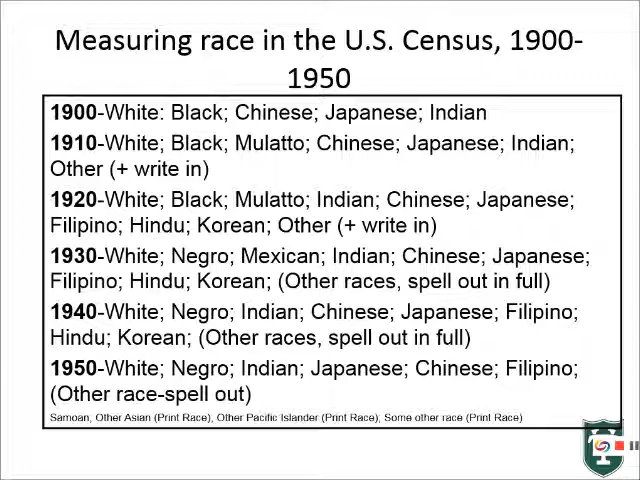 Measuring race in the U.S. Census, 1900-
1950
1900-White: Black; Chinese; Japanese; Indian
1910-White; Black; Mulatto; Chinese; Japanese; Indian;
Other (+ write in)
1920-White; Black; Mulatto; Indian; Chinese; Japanese;
Filipino; Hindu; Korean; Other (+ write in)
1930-White; Negro; Mexican; Indian; Chinese; Japanese;
Filipino; Hindu; Korean; (Other races, spell out in full)
1940-White; Negro; Indian; Chinese; Japanese; Filipino;
Hindu; Korean; (Other races, spell out in full)
1950-White; Negro; Indian; Japanese; Chinese; Filipino;
(Other race-spell out)
Samoan, Other Asian (Print Race), Other Pacific Islander (Print Race); Some other race (Print Race)